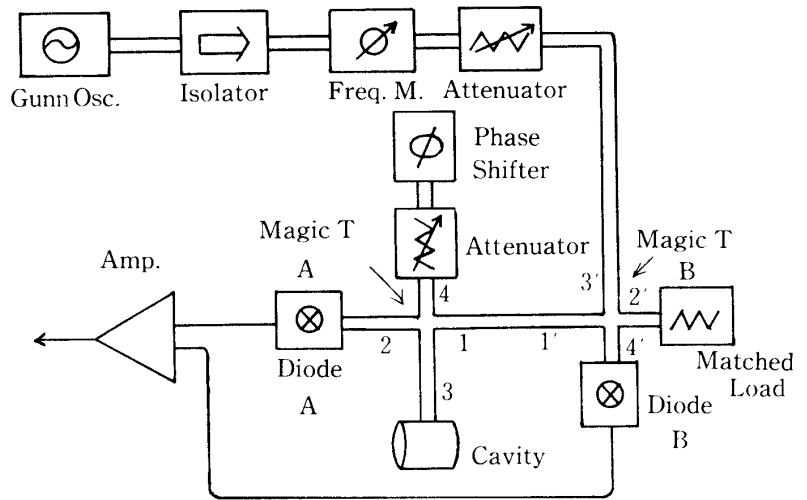 Gunn Osc.
Isolator
Freq. M.
Attenuator
Phase
Shifter
Attenuator
Magic T
A
Magic T
B
Amp.
3′
2′
4
2
1
1′
4′
3
Diode
A
Matched
Load
Diode
B
Cavity